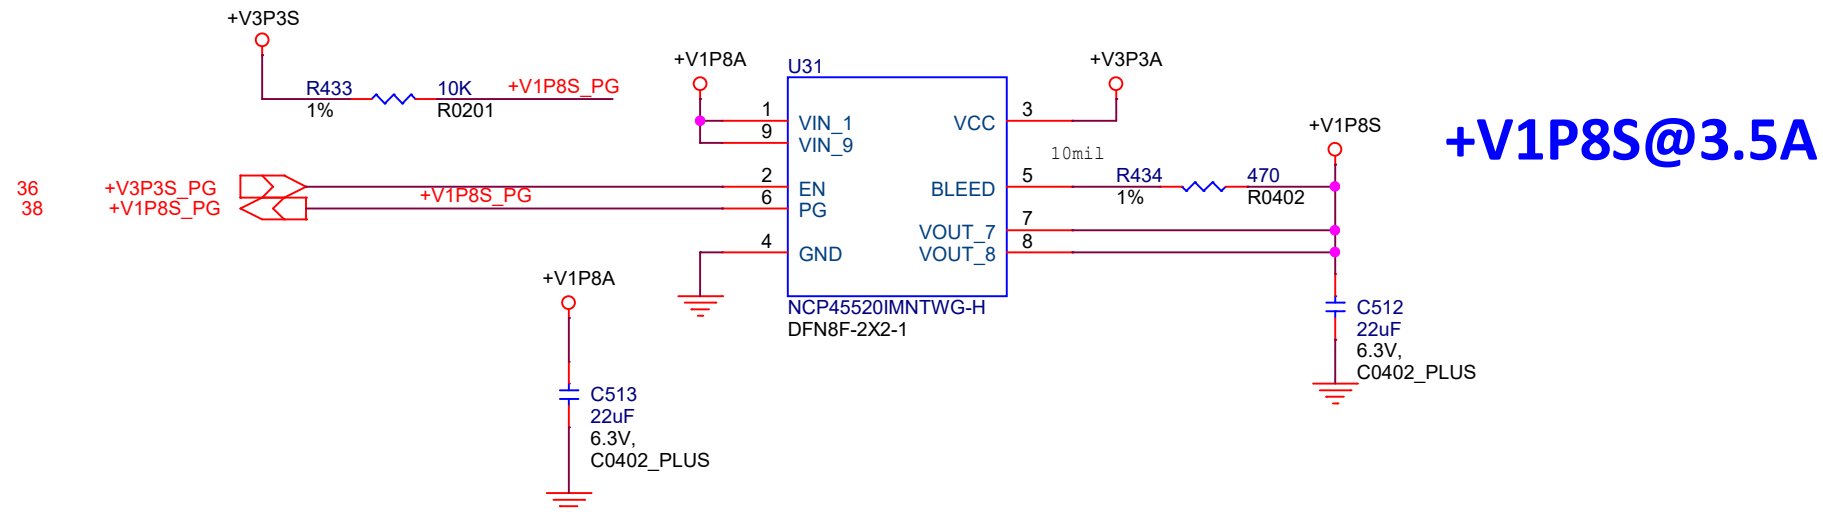 +V3P3S
R433 10K +V1P8S_PG
1% R0201
+V1P8A
U31
+V3P3A
1 VIN_1 VCC 3
9 VIN_9
+V1P8S
+V1P8S@3.5A
10mil
36 +V3P3S_PG
2 EN BLEED 5 R434 470
1% R0402
38 +V1P8S_PG +V1P8S_PG
6 PG
VOUT_7 7
4 GND VOUT_8 8
NCP45520IMNTWG-H
DFN8F-2X2-1
+V1P8A
C512
22uF
6.3V,
C0402_PLUS
C513
22uF
6.3V,
C0402_PLUS